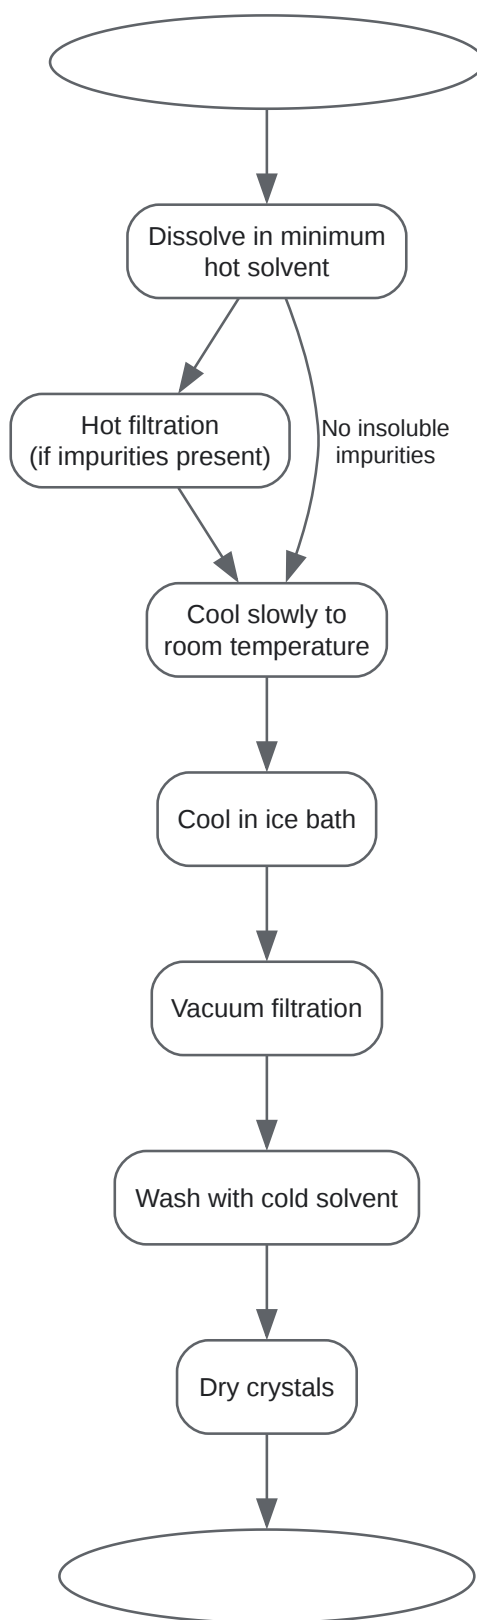 Dissolve in minimum
hot solvent
Hot filtration
(if impurities present)
No insoluble
impurities
Cool slowly to
room temperature
Cool in ice bath
Vacuum filtration
Wash with cold solvent
Dry crystals